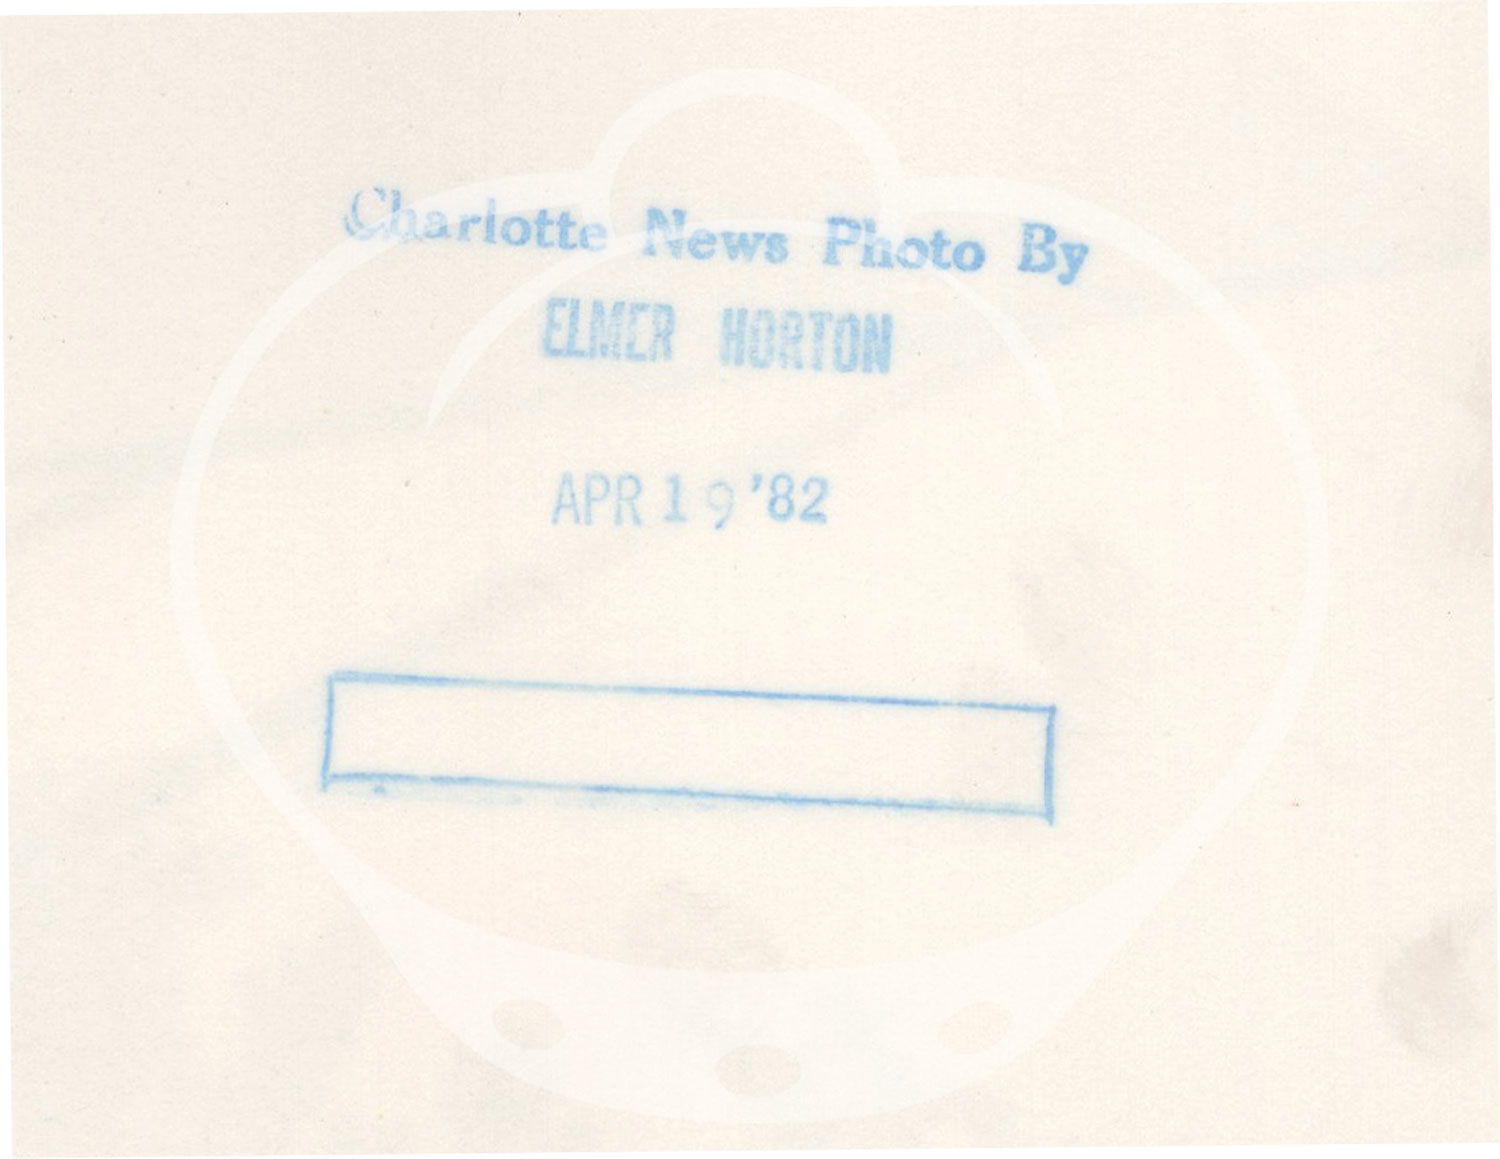 Charlotte News Photo By
ELMER HORTON
APR 19 '82